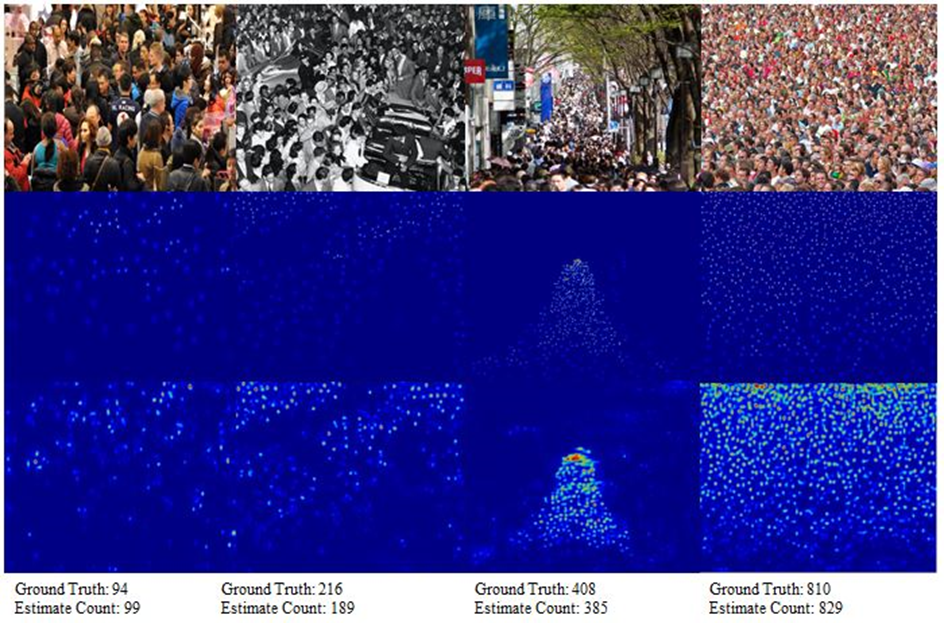 PER
Ground Truth: 94
Estimate Count: 99
Ground Truth: 216
Estimate Count: 189
Ground Truth: 408
Estimate Count: 385
Ground Truth: 810
Estimate Count: 829